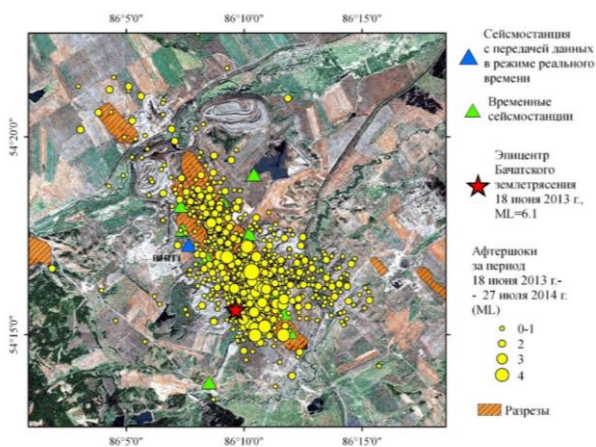 86°5'0" 86°10'0" 86°15'0"
54°20'0"
54°15'0"
86°5'0" 86°10'0" 86°15'0"
Сейсмостанция
с передачей данных
в режиме реального
времени
Временные
сейсмостанции
Эпицентр
Бачатского
землетрясения
18 июня 2013 г.,
ML=6.1
Афтершоки
за период
18 июня 2013 г.-
- 27 июля 2014 г.
(ML)
0-1
2
3
4
Разрезы